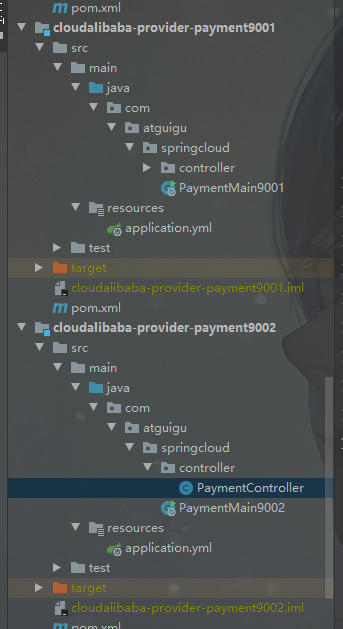 pom.xml
cloudalibaba-provider-payment9001
src
main
java
com
atguigu
springcloud
controller
PaymentMain9001
resources
application.yml
test
target
cloudalibaba-provider-payment9001.iml
pom.xml
cloudalibaba-provider-payment9002
src
main
java
com
atguigu
springcloud
controller
PaymentController
PaymentMain9002
resources
application.yml
test
target
cloudalibaba-provider-payment9002.iml
pom.xml